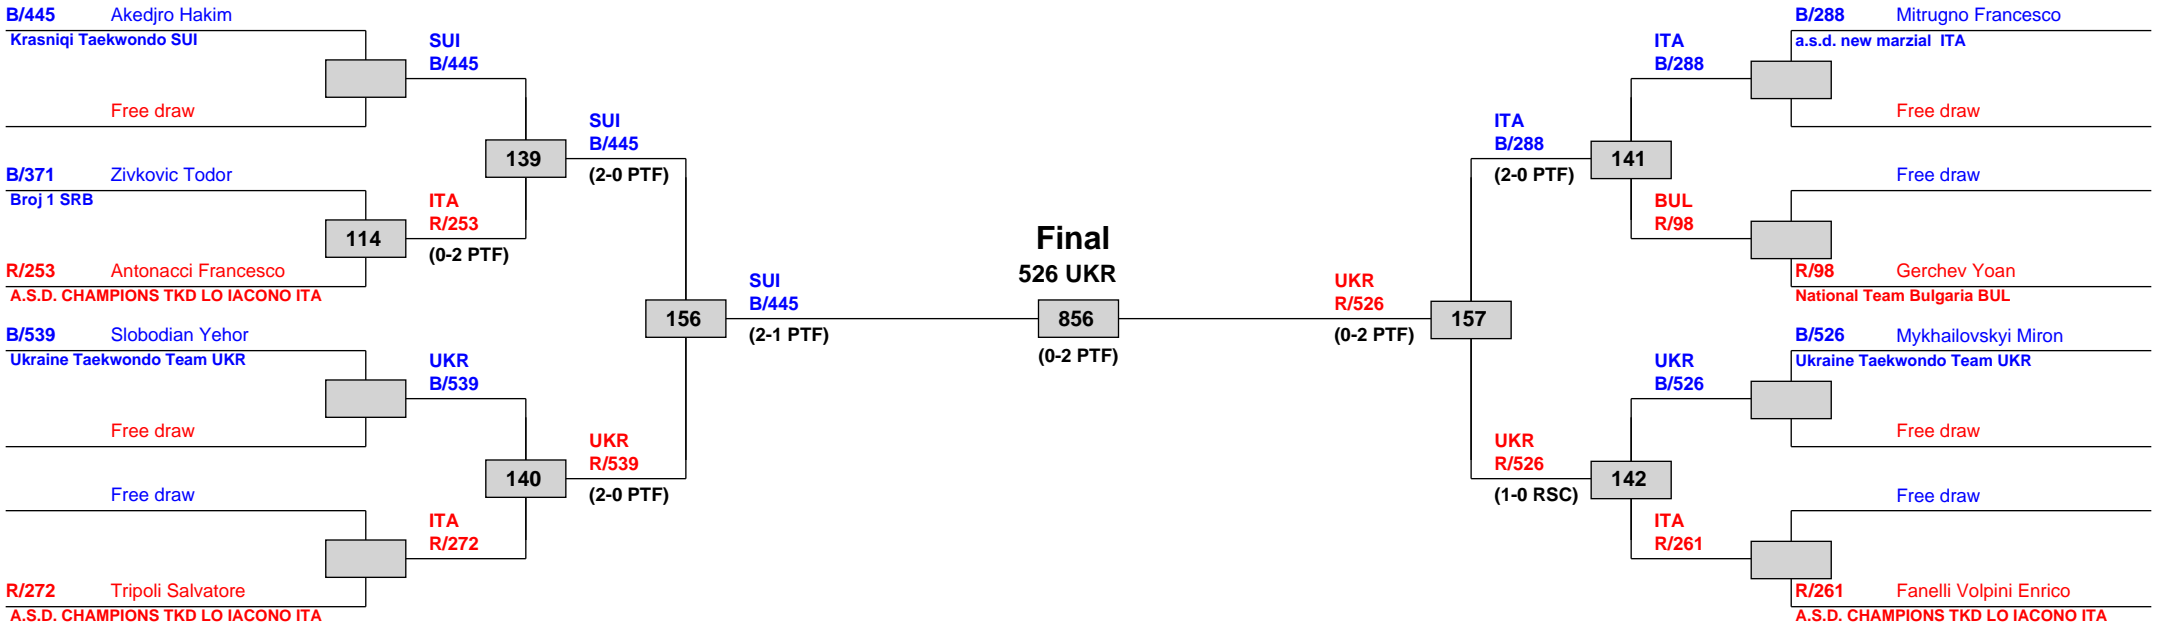 B/445 Akedjro Hakim
Krasniqi Taekwondo SUI
Free draw
B/371 Zivkovic Todor
Broj 1 SRB
R/253 Antonacci Francesco
A.S.D. CHAMPIONS TKD LO IACONO ITA
B/539 Slobodian Yehor
Ukraine Taekwondo Team UKR
Free draw
Free draw
R/272 Tripoli Salvatore
A.S.D. CHAMPIONS TKD LO IACONO ITA
114
SUI
B/445
ITA
R/253
(0-2 PTF)
UKR
B/539
ITA
R/272
139
140
SUI
B/445
(2-0 PTF)
UKR
R/539
(2-0 PTF)
156
SUI
B/445
(2-1 PTF)
Final
526 UKR
856
(0-2 PTF)
UKR
R/526
(0-2 PTF)
157
ITA
B/288
(2-0 PTF)
UKR
R/526
(1-0 RSC)
141
142
ITA
B/288
BUL
R/98
UKR
B/526
ITA
R/261
B/288 Mitrugno Francesco
a.s.d. new marzial ITA
Free draw
Free draw
R/98 Gerchev Yoan
National Team Bulgaria BUL
B/526 Mykhailovskyi Miron
Ukraine Taekwondo Team UKR
Free draw
Free draw
R/261 Fanelli Volpini Enrico
A.S.D. CHAMPIONS TKD LO IACONO ITA